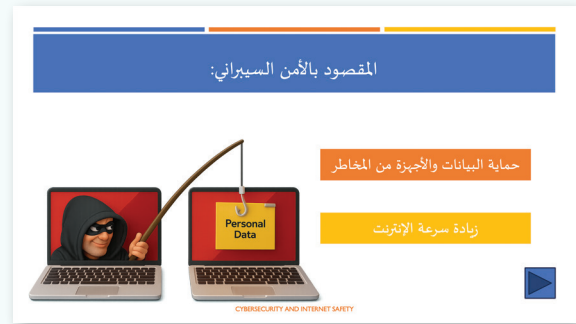 المقصود بالأمن السيبراني:
حماية البيانات والأجهزة من المخاطر
زيادة سرعة الإنترنت
Personal
Data
CYBERSECURITY AND INTERNET SAFETY